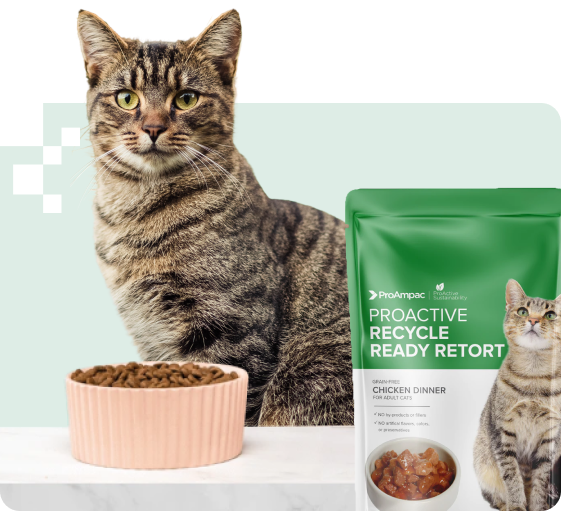 ProAmpac
ProActive
Sustainability
PROACTIVE
RECYCLE
READY RETORT
GRAIN-FREE
CHICKEN DINNER
FOR ADULT CATS
✓ NO by-products or fillers
✓ NO artificial flavors, colors,
or preservatives